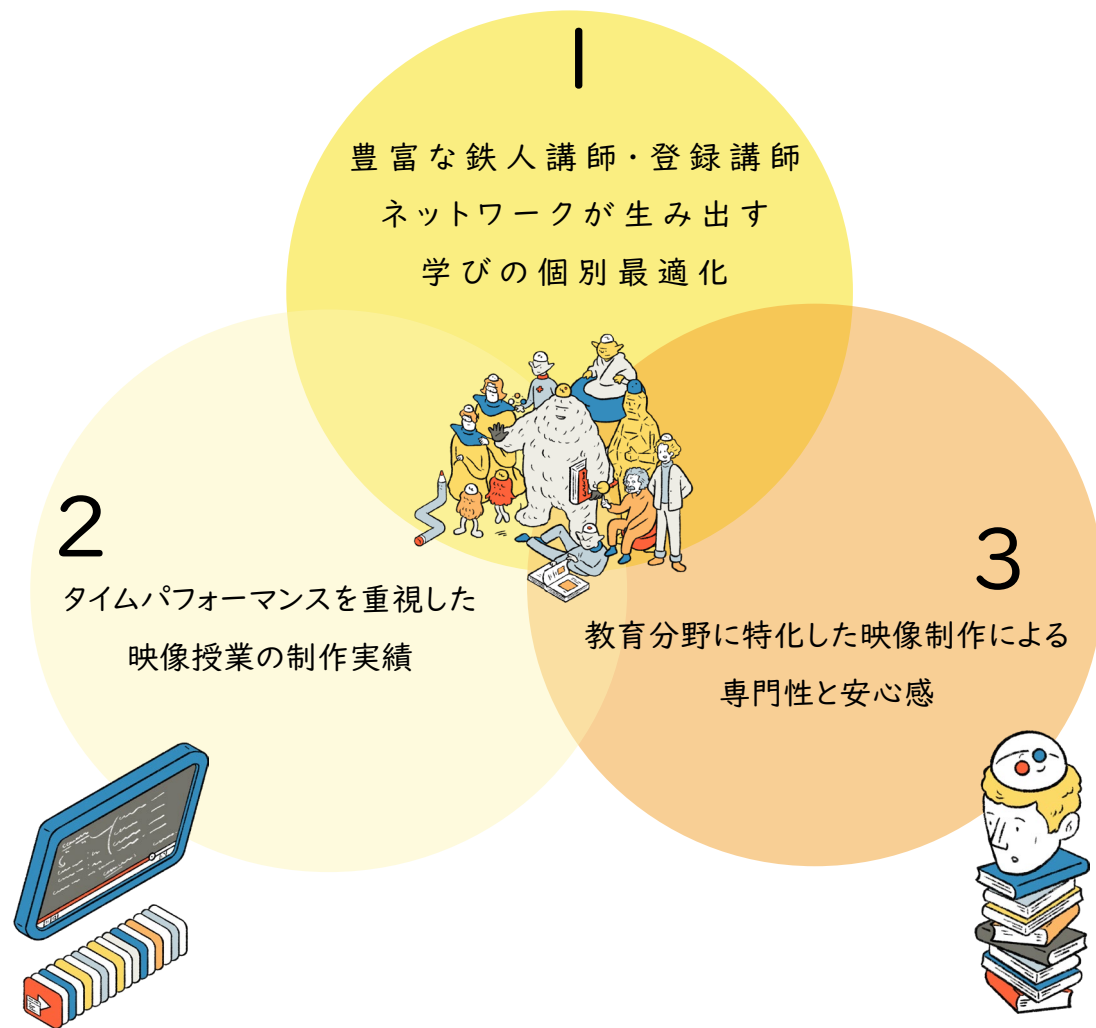 1
豊富な鉄人講師・登録講師
ネットワークが生み出す
学びの個別最適化
2
タイムパフォーマンスを重視した
映像授業の制作実績
3
教育分野に特化した映像制作による
専門性と安心感